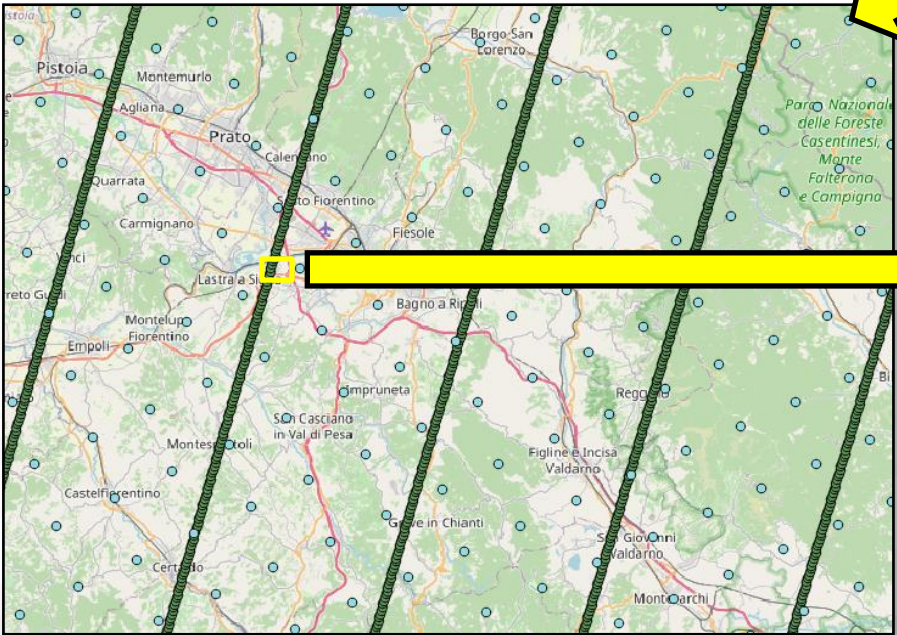 Borgo San
Lorenzo
Pistoia
Montemurlo
Agliana
Prato
Parco Nazionale
delle Foreste
Casentinesi,
Monte
Falterona
e Campigna
Quarrata
Sesto Fiorentino
Carmignano
Fiesole
Lastra a Si
Bagno a Ripoli
Montelupo
Fiorentino
Empoli
Impruneta
San Casciano
in Val di Pesa
Figline e Incisa
Valdarno
Castelfiorentino
Greve in Chianti
San Giovanni
Valdarno
Certaldo
Montevarchi